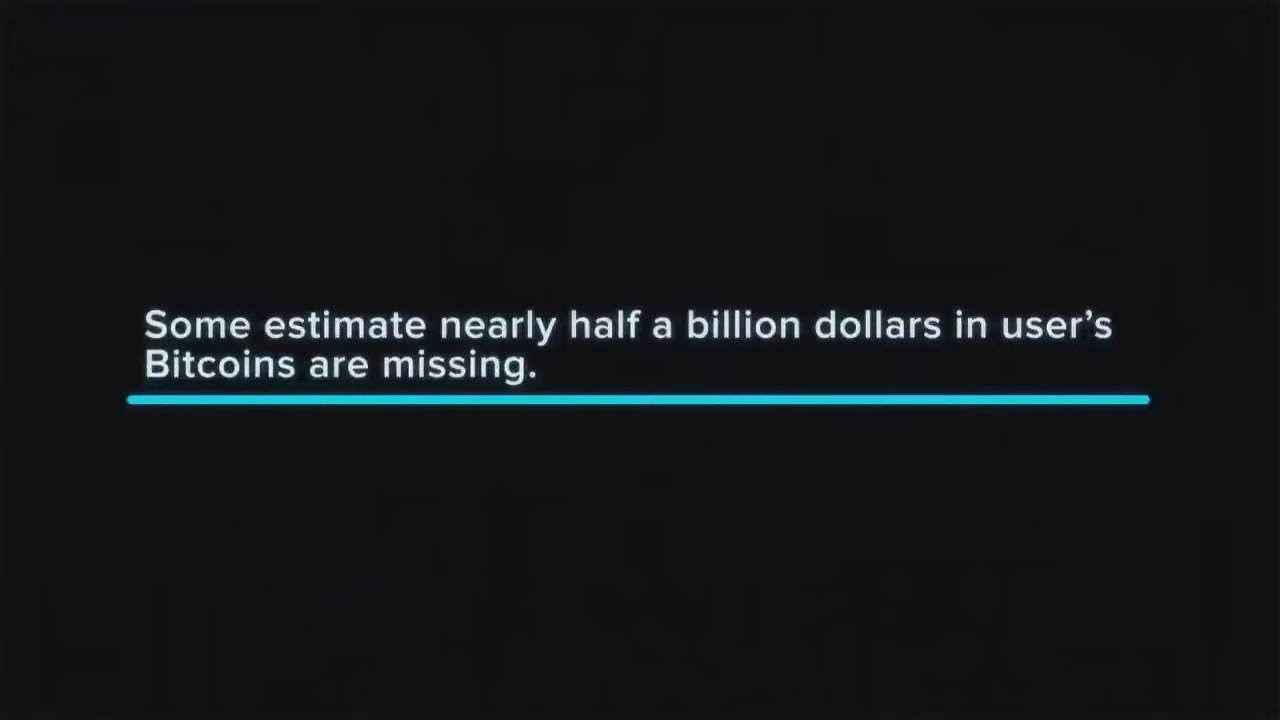 Some estimate nearly half a billion dollars in user’s
Bitcoins are missing.